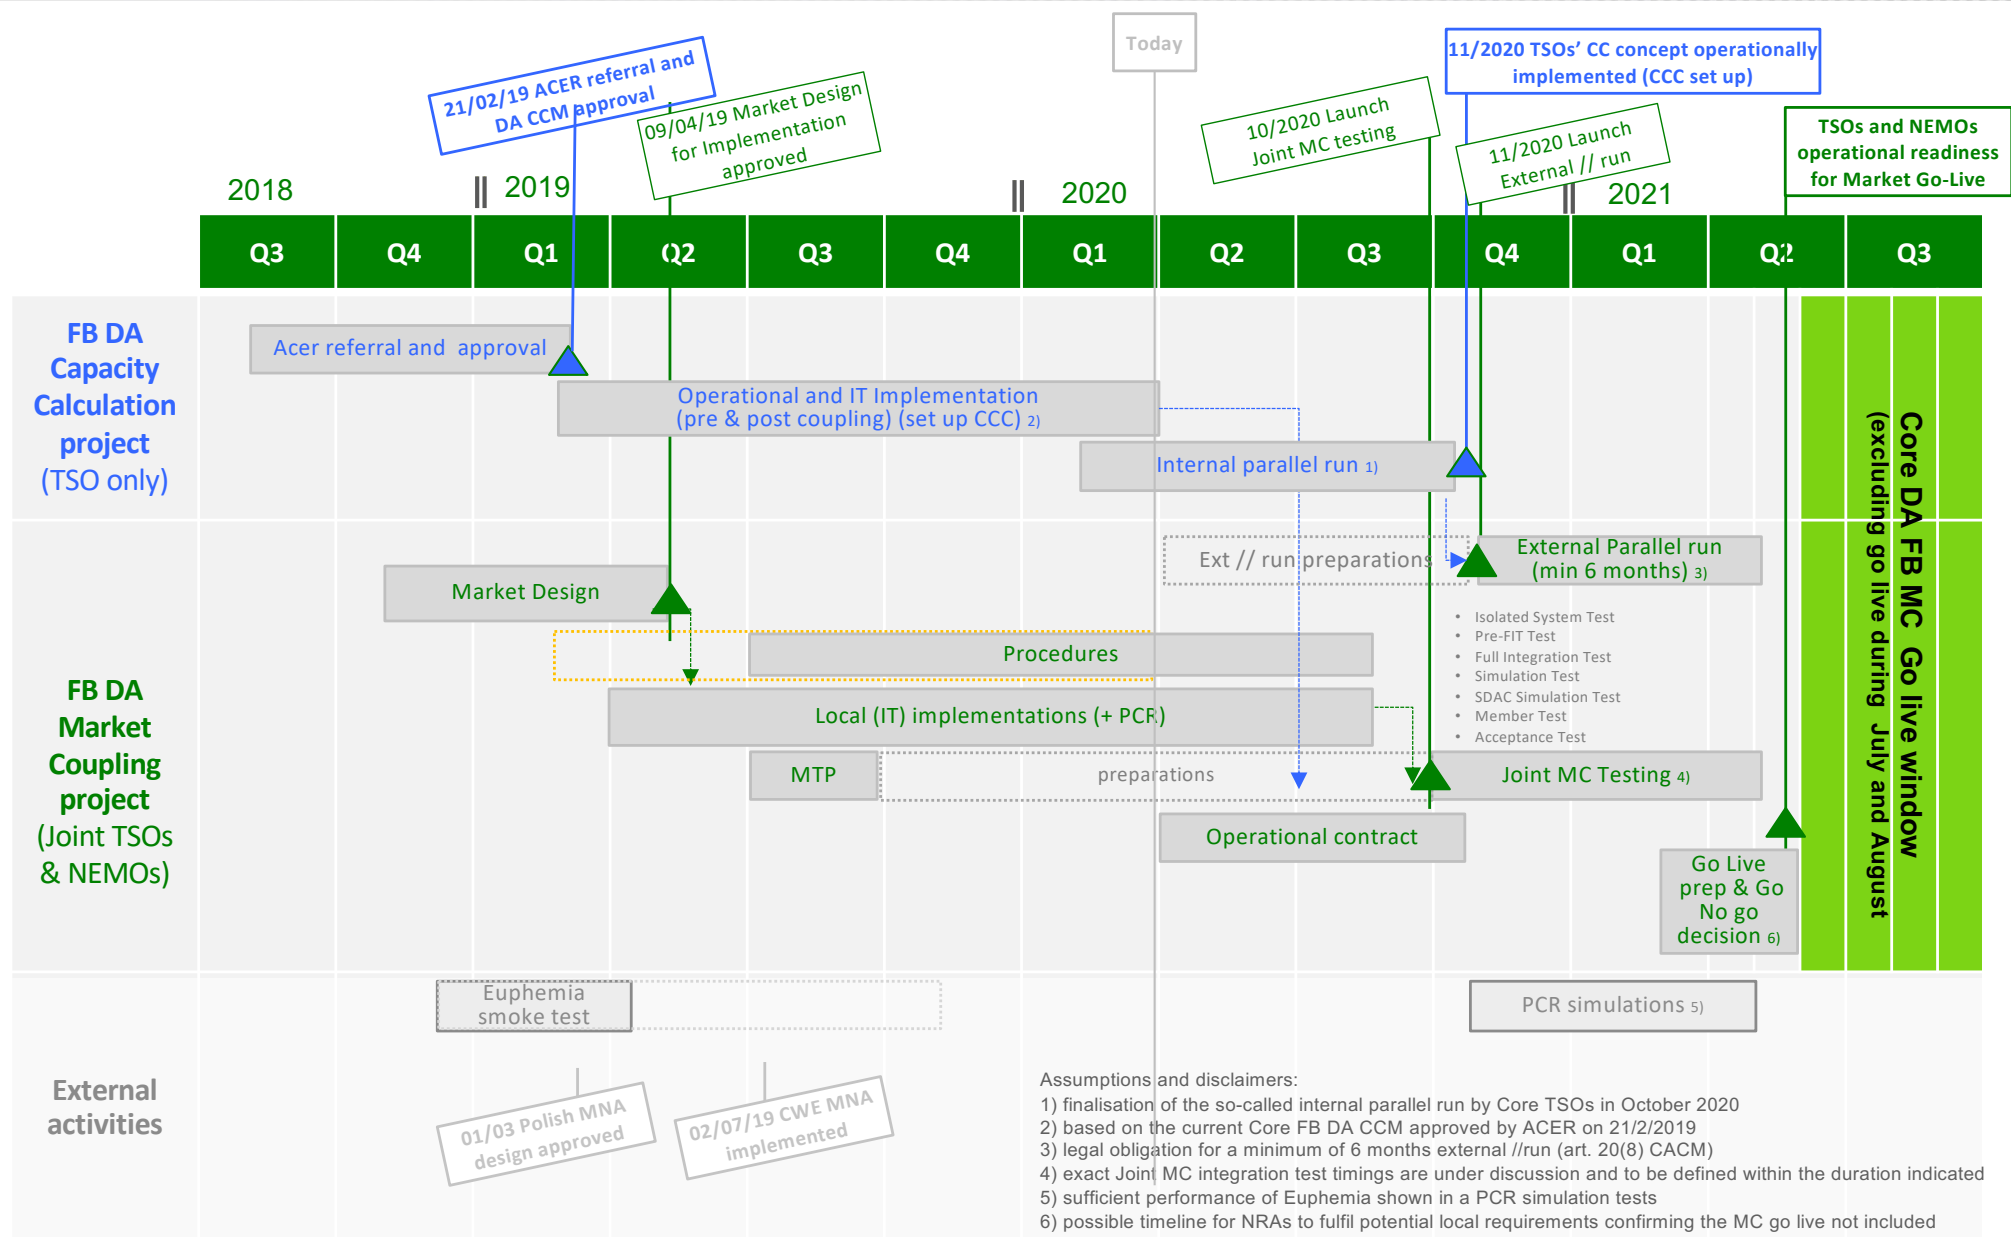 Today
21/02/19 ACER referral and
DA CCM approval
09/04/19 Market Design
for Implementation
approved
10/2020 Launch
Joint MC testing
11/2020 TSOs’ CC concept operationally
implemented (CCC set up)
11/2020 Launch
External // run
TSOs and NEMOs
operational readiness
for Market Go-Live
2018
2019
2020
2021
Q3
Q4
Q1
Q2
Q3
Q4
Q1
Q2
Q3
Q4
Q1
Q2
Q3
FB DA
Capacity
Calculation
project
(TSO only)
Acer referral and approval
Operational and IT Implementation
(pre & post coupling) (set up CCC) 2)
Internal parallel run 1)
FB DA
Market
Coupling
project
(Joint TSOs
& NEMOs)
Ext // run preparations
External Parallel run
(min 6 months) 3)
Market Design
• Isolated System Test
• Pre-FIT Test
• Full Integration Test
• Simulation Test
• SDAC Simulation Test
• Member Test
• Acceptance Test
Procedures
Local (IT) implementations (+ PCR)
MTP
preparations
Joint MC Testing 4)
Operational contract
Go Live
prep & Go
No go
decision 6)
Core DA FB MC Go live window
(excluding go live during July and August
External
activities
Euphemia
smoke test
PCR simulations 5)
01/03 Polish MNA
design approved
02/07/19 CWE MNA
implemented
Assumptions and disclaimers:
1) finalisation of the so-called internal parallel run by Core TSOs in October 2020
2) based on the current Core FB DA CCM approved by ACER on 21/2/2019
3) legal obligation for a minimum of 6 months external //run (art. 20(8) CACM)
4) exact Joint MC integration test timings are under discussion and to be defined within the duration indicated
5) sufficient performance of Euphemia shown in a PCR simulation tests
6) possible timeline for NRAs to fulfil potential local requirements confirming the MC go live not included